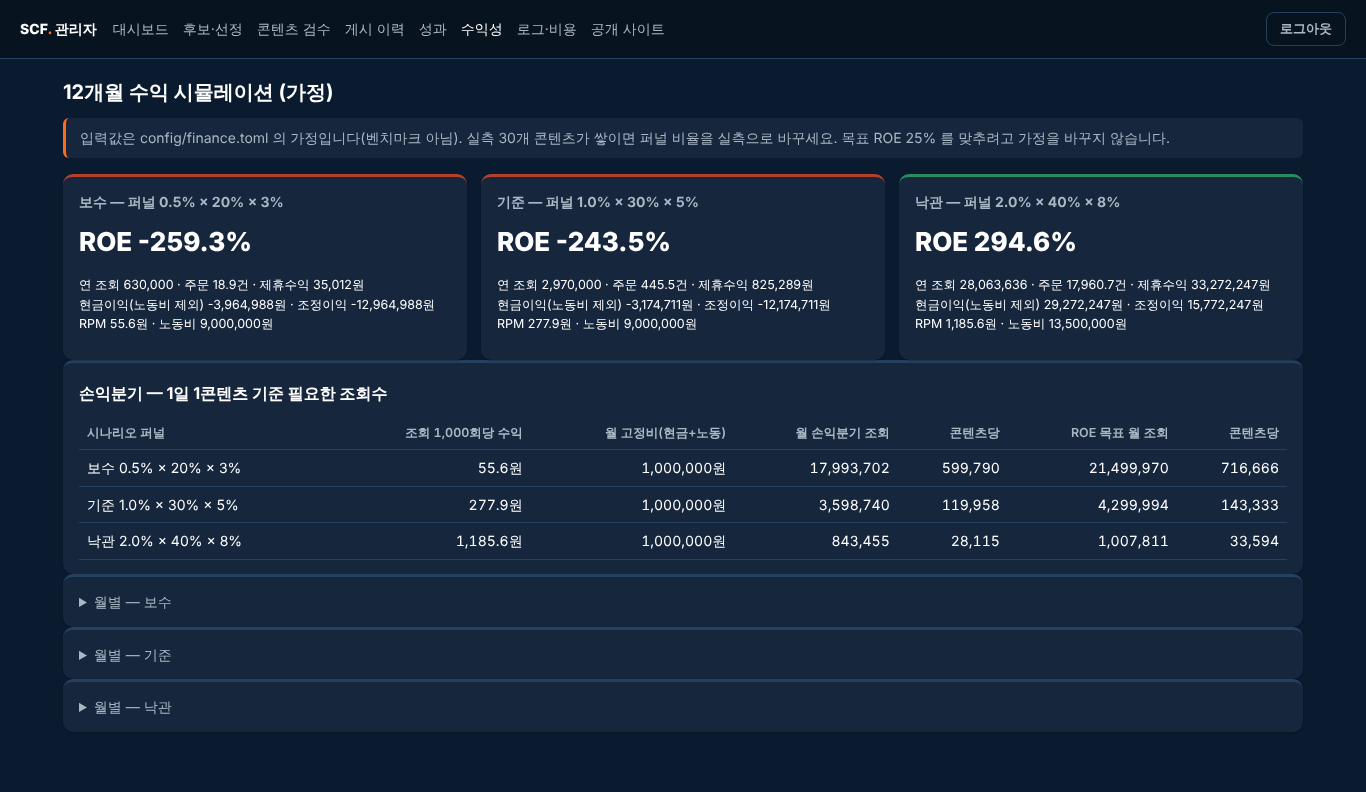 SCF. 관리자 대시보드 후보·선정 콘텐츠 검수 게시 이력 성과 수익성 로그·비용 공개 사이트 로그아웃
12개월 수익 시뮬레이션 (가정)
입력값은 config/finance.toml 의 가정입니다(벤치마크 아님). 실측 30개 콘텐츠가 쌓이면 퍼널 비율을 실측으로 바꾸세요. 목표 ROE 25% 를 맞추려고 가정을 바꾸지 않습니다.
보수 — 퍼널 0.5% × 20% × 3%
ROE -259.3%
연 조회 630,000 · 주문 18.9건 · 제휴수익 35,012원
현금이익(노동비 제외) -3,964,988원 · 조정이익 -12,964,988원
RPM 55.6원 · 노동비 9,000,000원
기준 — 퍼널 1.0% × 30% × 5%
ROE -243.5%
연 조회 2,970,000 · 주문 445.5건 · 제휴수익 825,289원
현금이익(노동비 제외) -3,174,711원 · 조정이익 -12,174,711원
RPM 277.9원 · 노동비 9,000,000원
낙관 — 퍼널 2.0% × 40% × 8%
ROE 294.6%
연 조회 28,063,636 · 주문 17,960.7건 · 제휴수익 33,272,247원
현금이익(노동비 제외) 29,272,247원 · 조정이익 15,772,247원
RPM 1,185.6원 · 노동비 13,500,000원
손익분기 — 1일 1콘텐츠 기준 필요한 조회수
시나리오 퍼널 조회 1,000회당 수익 월 고정비(현금+노동) 월 손익분기 조회 콘텐츠당 ROE 목표 월 조회 콘텐츠당
보수 0.5% × 20% × 3% 55.6원 1,000,000원 17,993,702 599,790 21,499,970 716,666
기준 1.0% × 30% × 5% 277.9원 1,000,000원 3,598,740 119,958 4,299,994 143,333
낙관 2.0% × 40% × 8% 1,185.6원 1,000,000원 843,455 28,115 1,007,811 33,594
▶ 월별 — 보수
▶ 월별 — 기준
▶ 월별 — 낙관